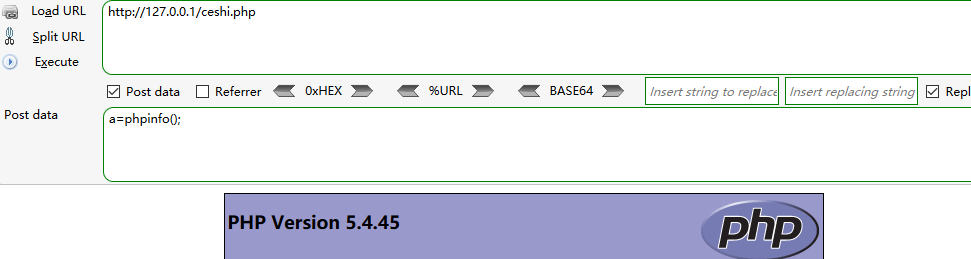 Load URL
http://127.0.0.1/ceshi.php
Split URL
Execute
Post data
Referrer
0xHEX
%URL
BASE64
Insert string to replace
Insert replacing string
Repl
Post data
a=phpinfo();
PHP Version 5.4.45
php